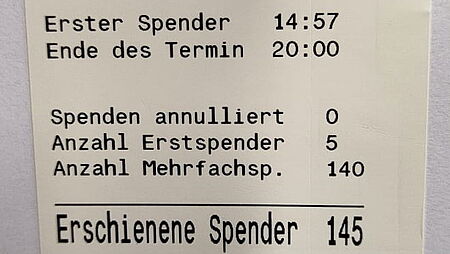 Erster Spender 14:57
Ende des Termin 20:00
Spenden annulliert 0
Anzahl Erstspender 5
Anzahl Mehrfachsp. 140
Erschienene Spender 145